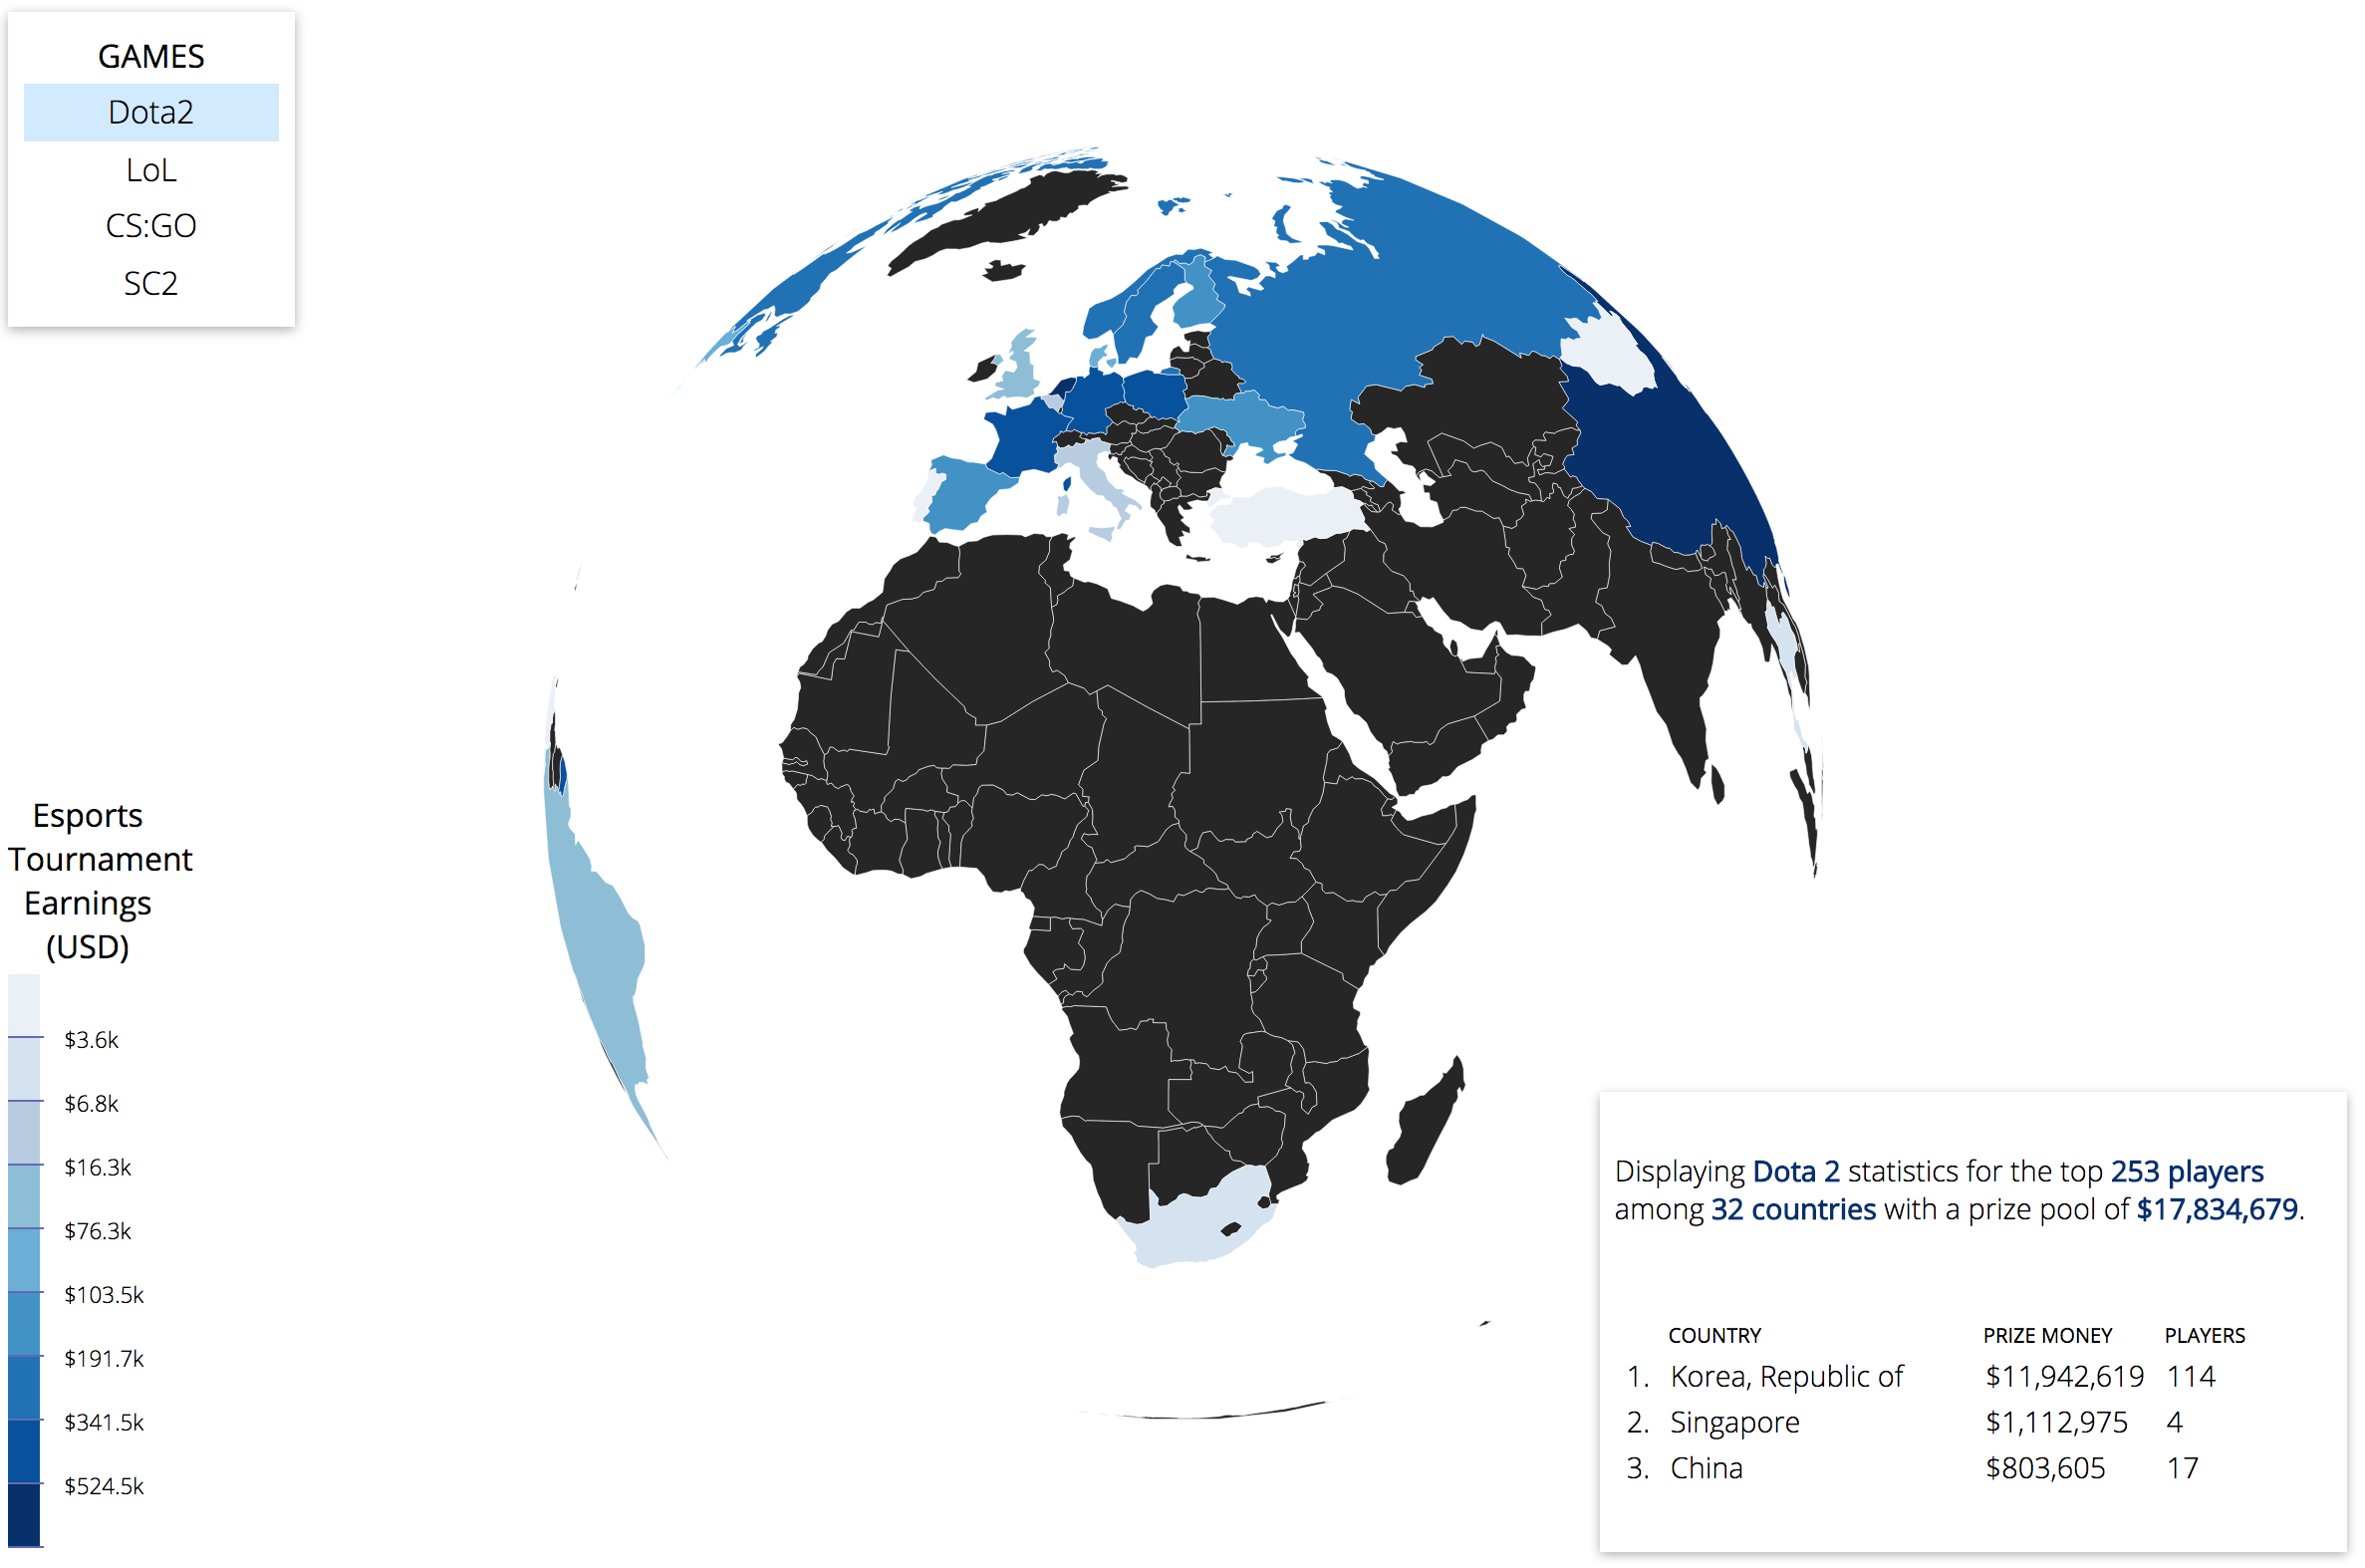 GAMES
Dota2
LoL
CS:GO
SC2
Esports
Tournament
Earnings
(USD)
$3.6k
$6.8k
$16.3k
$76.3k
$103.5k
$191.7k
$341.5k
$524.5k
Displaying Dota 2 statistics for the top 253 players
among 32 countries with a prize pool of $17,834,679.
COUNTRY PRIZE MONEY PLAYERS
1. Korea, Republic of $11,942,619 114
2. Singapore $1,112,975 4
3. China $803,605 17